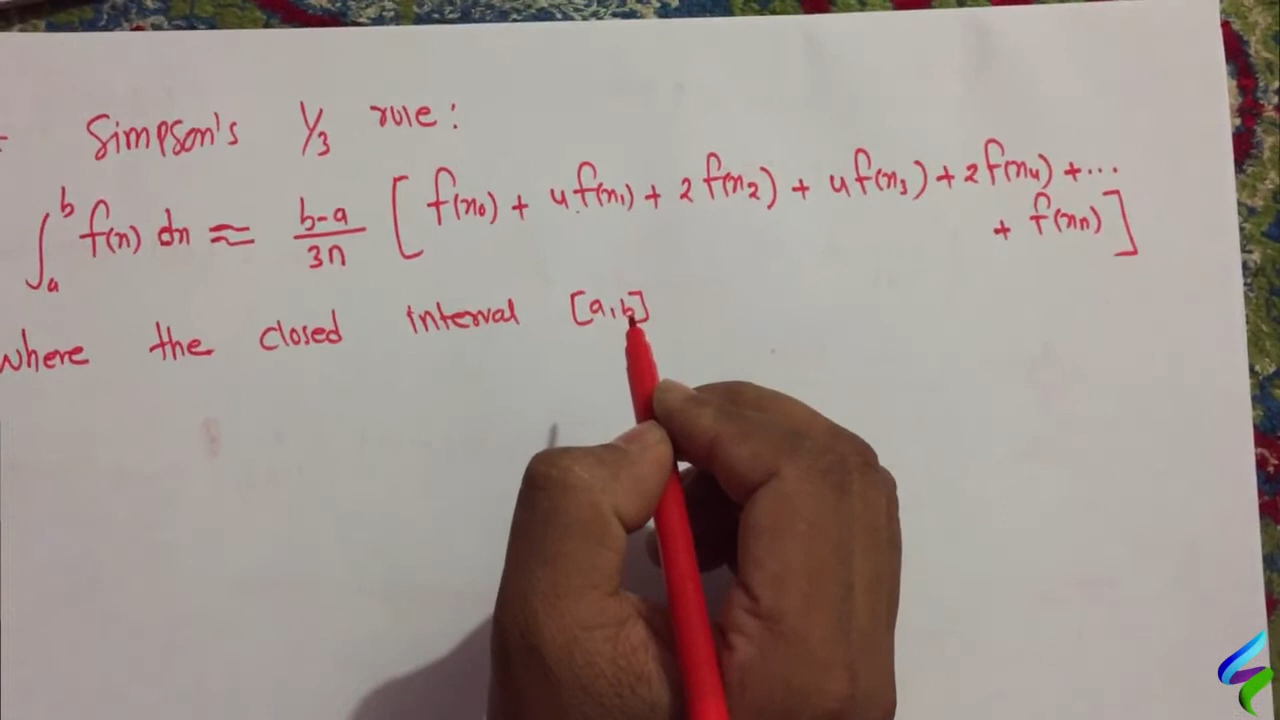 Simpson's 1/3 rule:
∫ₐᵇ f(x) dx ≈ (b-a)/3n [f(x₀) + 4f(x₁) + 2f(x₂) + 4f(x₃) + 2f(x₄) + ...
+ f(xn)]
where the closed interval [a,b]